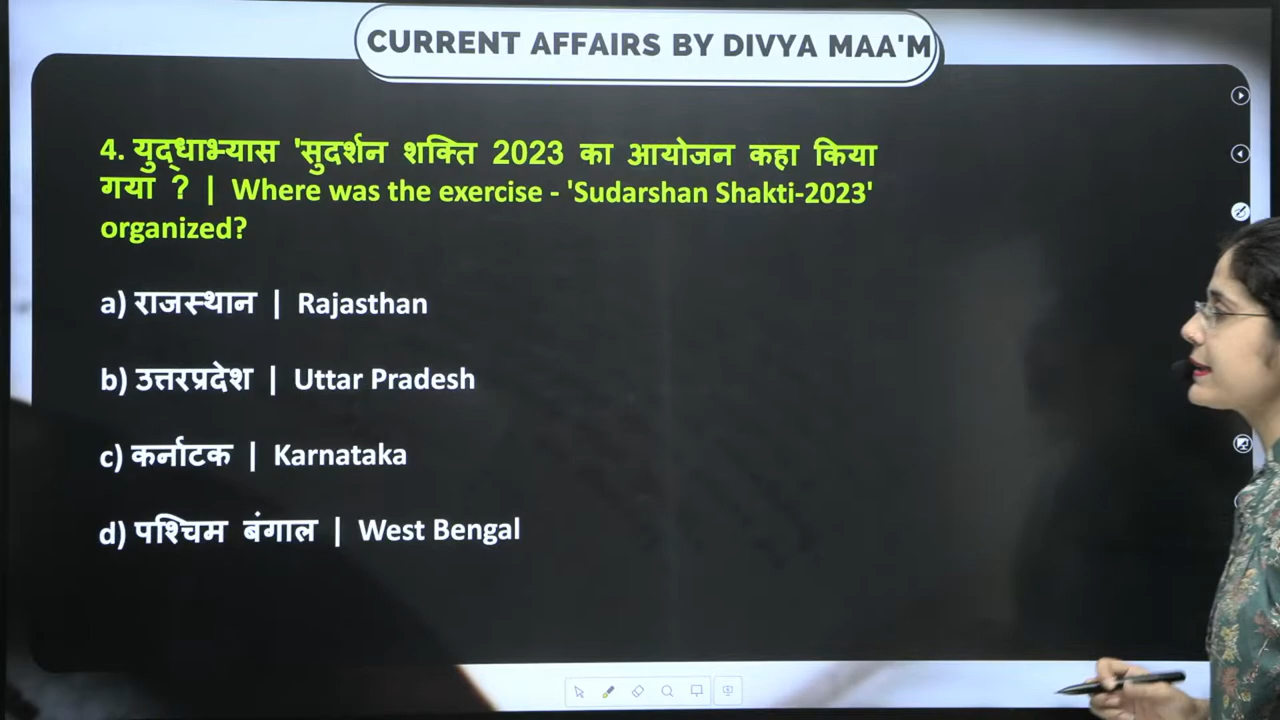 CURRENT AFFAIRS BY DIVYA MAA'M
4. युद्धाभ्यास 'सुदर्शन शक्ति 2023 का आयोजन कहा किया
गया ? | Where was the exercise - 'Sudarshan Shakti-2023'
organized?
a) राजस्थान | Rajasthan
b) उत्तरप्रदेश | Uttar Pradesh
c) कर्नाटक | Karnataka
d) पश्चिम बंगाल | West Bengal